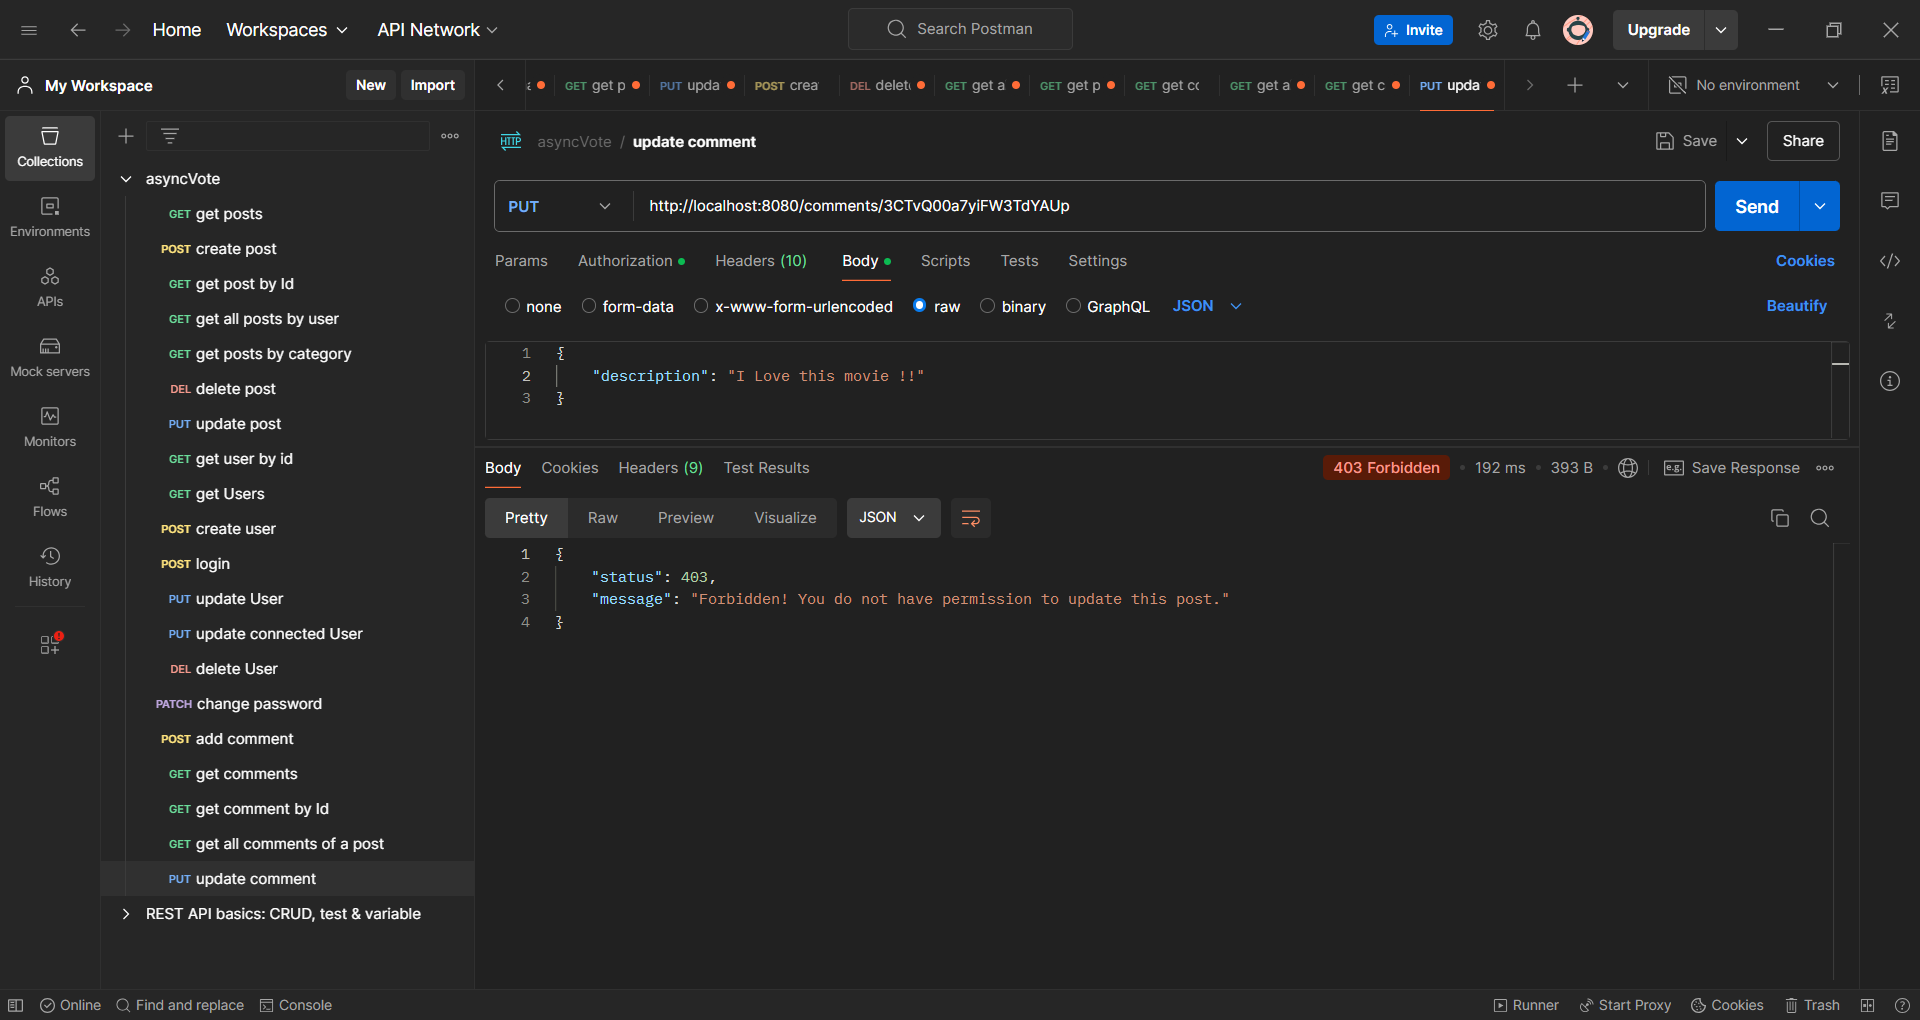 Home Workspaces API Network Search Postman Invite Upgrade
My Workspace New Import GET get p PUT upda POST crea DEL delet GET get a GET get p GET get cc GET get a GET get c PUT upda No environment
Collections
Environments
APIs
Mock servers
Monitors
Flows
History
asyncVote
GET get posts
POST create post
GET get post by Id
GET get all posts by user
GET get posts by category
DEL delete post
PUT update post
GET get user by id
GET get Users
POST create user
POST login
PUT update User
PUT update connected User
DEL delete User
PATCH change password
POST add comment
GET get comments
GET get comment by Id
GET get all comments of a post
PUT update comment
REST API basics: CRUD, test & variable
HTTP asyncVote / update comment Save Share
PUT http://localhost:8080/comments/3CTvQ00a7yiFW3TdYAUp Send
Params Authorization Headers (10) Body Scripts Tests Settings Cookies
none form-data x-www-form-urlencoded raw binary GraphQL JSON Beautify
1 {
2 "description": "I Love this movie !!"
3 }
Body Cookies Headers (9) Test Results 403 Forbidden 192 ms 393 B e.g. Save Response
Pretty Raw Preview Visualize JSON
1 {
2 "status": 403,
3 "message": "Forbidden! You do not have permission to update this post."
4 }
Online Find and replace Console Runner Start Proxy Cookies Trash